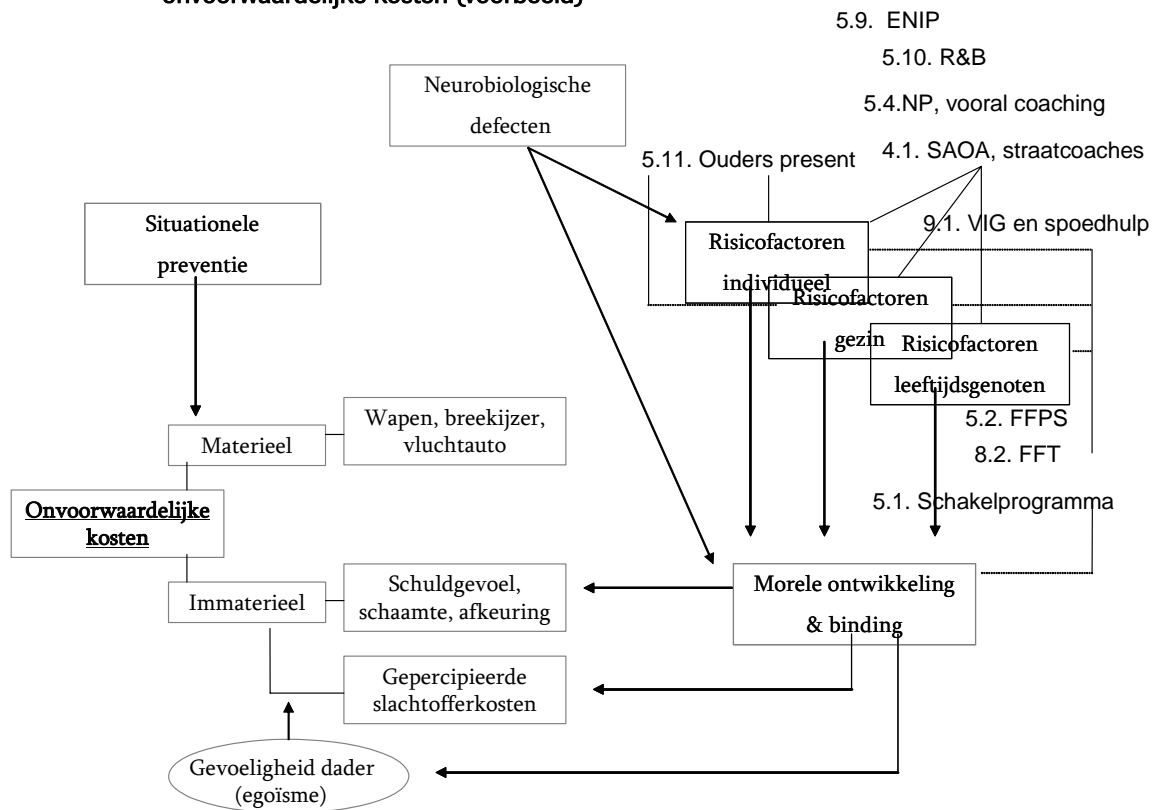 onvoorwaardelijke kosten (voorbeeld)
5.9. ENIP
5.10. R&B
5.4.NP, vooral coaching
4.1. SAOA, straatcoaches
5.11. Ouders present
9.1. VIG en spoedhulp
Neurobiologische
defecten
Situationele
preventie
Risicofactoren
individueel
Risicofactoren
gezin
Risicofactoren
leeftijdsgenoten
5.2. FFPS
8.2. FFT
5.1. Schakelprogramma
Materieel
Wapen, breekijzer,
vluchtauto
Onvoorwaardelijke
kosten
Immaterieel
Schuldgevoel,
schaamte, afkeuring
Morele ontwikkeling
& binding
Gepercipieerde
slachtofferkosten
Gevoeligheid dader
(egoïsme)